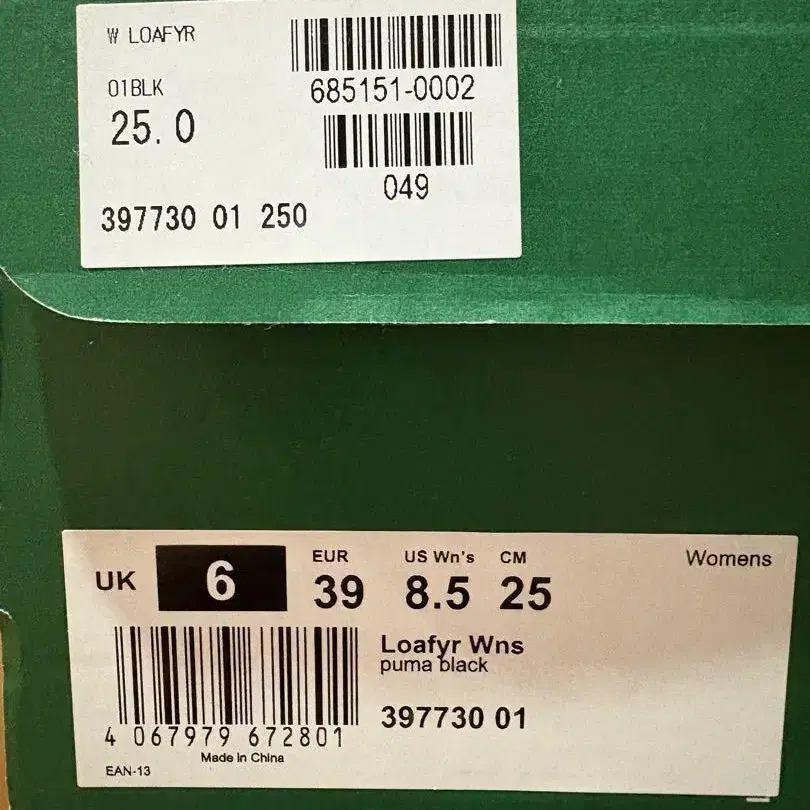 W LOAFYR
01BLK
685151-0002
25.0
049
397730 01 250
UK 6
EUR 39
US Wn's 8.5
CM 25
Womens
Loafyr Wns
puma black
397730 01
4 067979 672801
Made in China
EAN-13